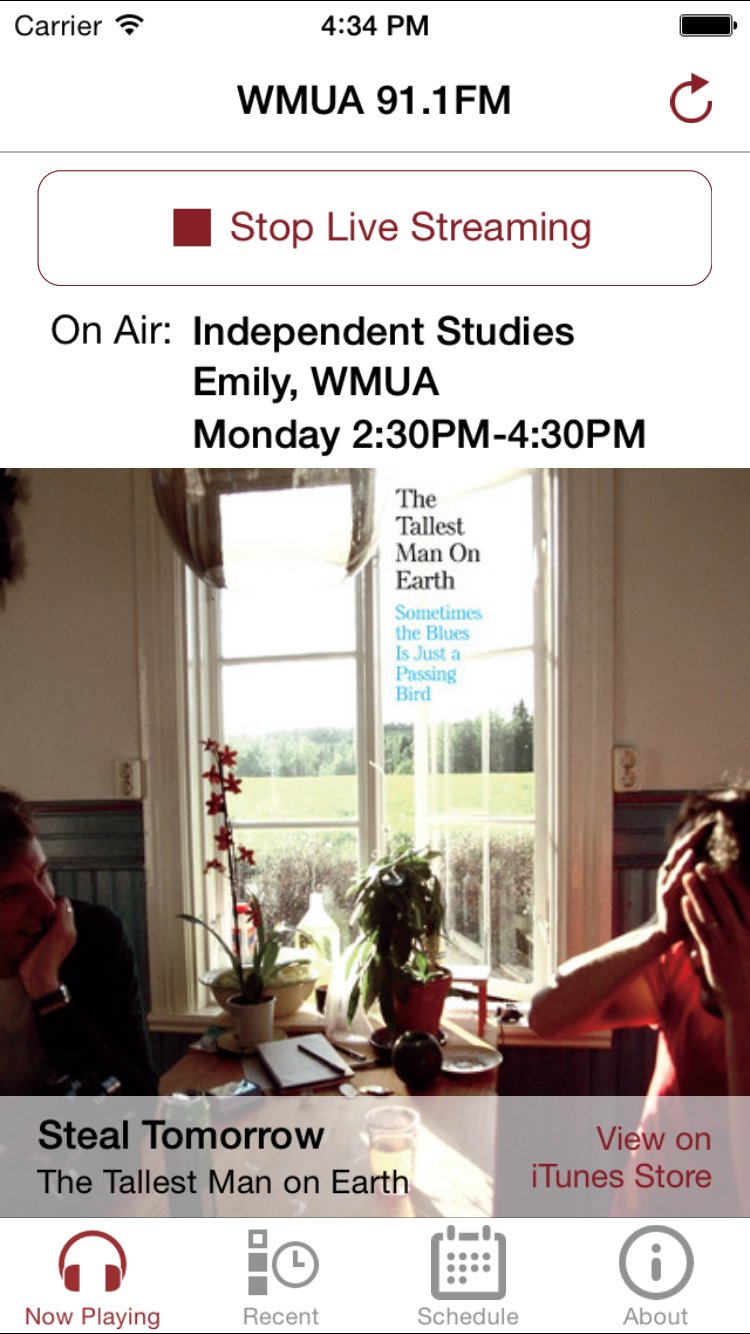 Carrier 4:34 PM
WMUA 91.1FM
Stop Live Streaming
On Air: Independent Studies
Emily, WMUA
Monday 2:30PM-4:30PM
The
Tallest
Man On
Earth
Sometimes
the Blues
Is Just a
Passing
Bird
Steal Tomorrow
The Tallest Man on Earth
View on
iTunes Store
Now Playing Recent Schedule About